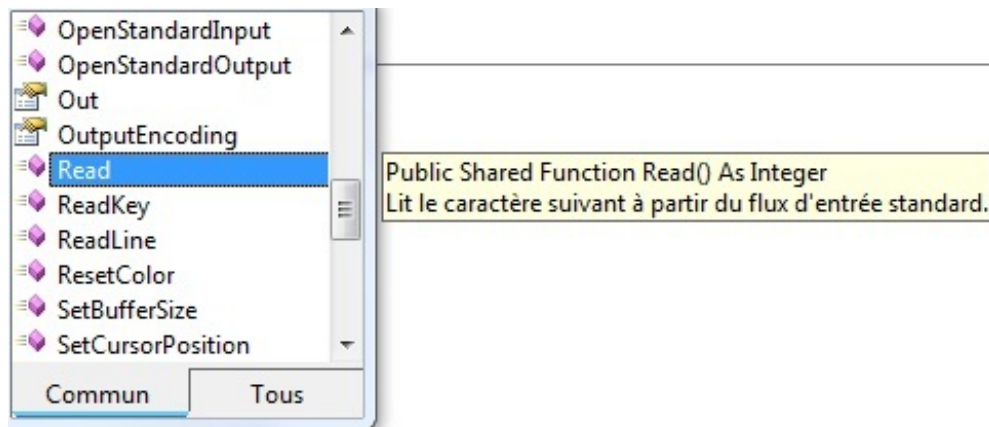 OpenStandardInput
OpenStandardOutput
Out
OutputEncoding
Read
ReadKey
ReadLine
ResetColor
SetBufferSize
SetCursorPosition
Commun Tous
Public Shared Function Read() As Integer
Lit le caractère suivant à partir du flux d'entrée standard.